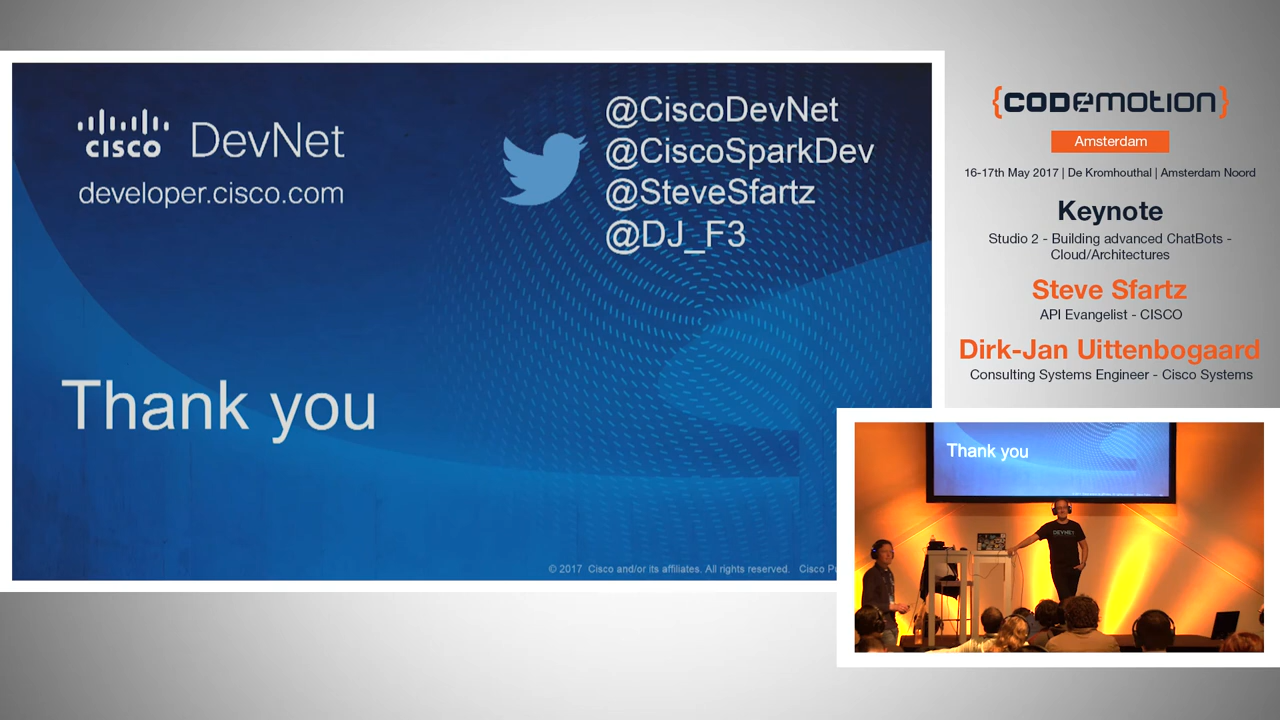 cisco DevNet
developer.cisco.com
@CiscoDevNet
@CiscoSparkDev
@SteveSfartz
@DJ_F3
Thank you
© 2017 Cisco and/or its affiliates. All rights reserved. Cisco
{CODEMOTION}
Amsterdam
16-17th May 2017 | De Kromhouthal | Amsterdam Noord
Keynote
Studio 2 - Building advanced ChatBots -
Cloud/Architectures
Steve Sfartz
API Evangelist - CISCO
Dirk-Jan Uittenbogaard
Consulting Systems Engineer - Cisco Systems
Thank you
DEVNET